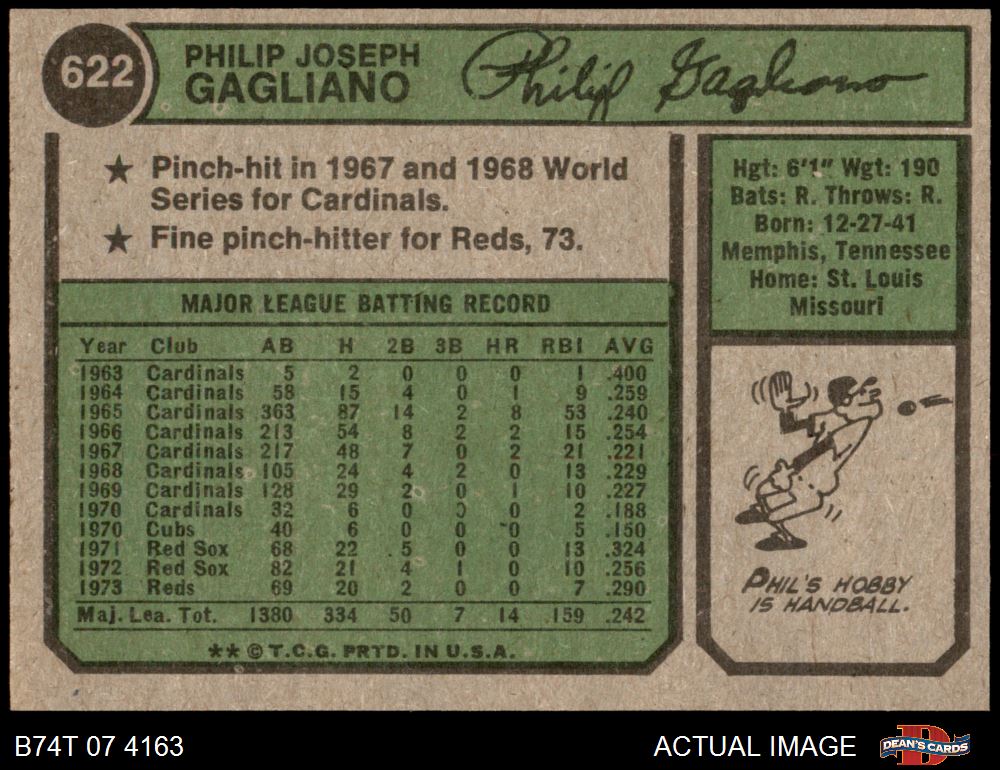 622
PHILIP JOSEPH
GAGLIANO
Philip Gagliano
★ Pinch-hit in 1967 and 1968 World
Series for Cardinals.
★ Fine pinch-hitter for Reds, 73.
Hgt: 6'1" Wgt: 190
Bats: R. Throws: R.
Born: 12-27-41
Memphis, Tennessee
Home: St. Louis
Missouri
MAJOR LEAGUE BATTING RECORD
Year Club AB H 2B 3B HR RBI AVG
1963 Cardinals 5 2 0 0 0 1 .400
1964 Cardinals 58 15 4 0 1 9 .259
1965 Cardinals 363 87 14 2 8 53 .240
1966 Cardinals 213 54 8 2 2 15 .254
1967 Cardinals 217 48 7 0 2 21 .221
1968 Cardinals 105 24 4 2 0 13 .229
1969 Cardinals 128 29 2 0 1 10 .227
1970 Cardinals 32 6 0 0 0 2 .188
1970 Cubs 40 6 0 0 0 5 .150
1971 Red Sox 68 22 5 0 0 13 .324
1972 Red Sox 82 21 4 1 0 10 .256
1973 Reds 69 20 2 0 0 7 .290
Maj. Lea. Tot. 1380 334 50 7 14 159 .242
** © T.C.G. PRTD. IN U.S.A.
PHIL'S HOBBY
IS HANDBALL.
B74T 07 4163
ACTUAL IMAGE
D
DEAN'S CARDS